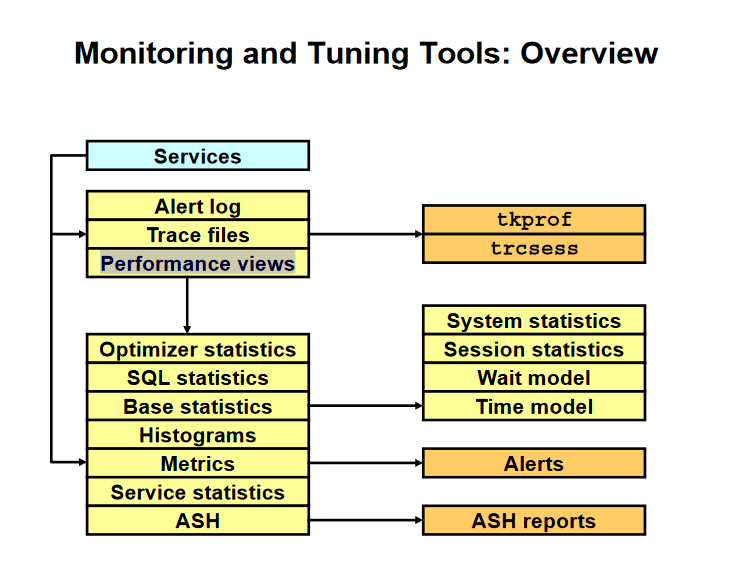 Monitoring and Tuning Tools: Overview
Services
Alert log
Trace files
Performance views
tkprof
trcsess
Optimizer statistics
SQL statistics
Base statistics
Histograms
Metrics
Service statistics
ASH
System statistics
Session statistics
Wait model
Time model
Alerts
ASH reports